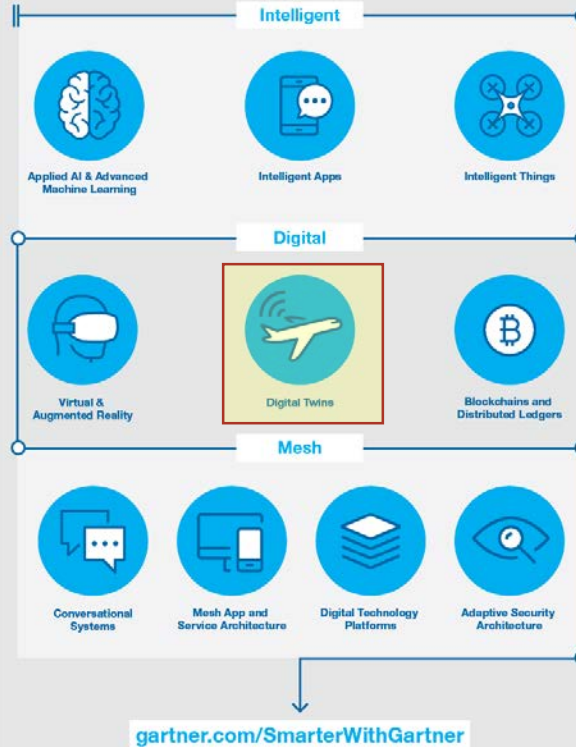 Intelligent
Applied AI & Advanced
Machine Learning
Intelligent Apps
Intelligent Things
Digital
Virtual &
Augmented Reality
Digital Twins
Blockchains and
Distributed Ledgers
Mesh
Conversational
Systems
Mesh App and
Service Architecture
Digital Technology
Platforms
Adaptive Security
Architecture
gartner.com/SmarterWithGartner